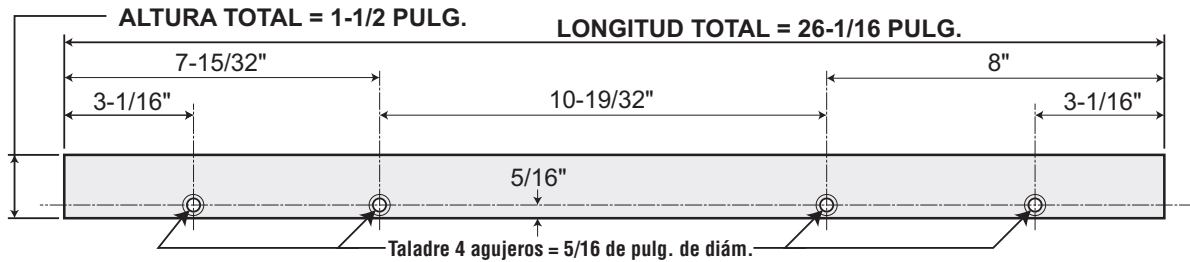 ALTURA TOTAL = 1-1/2 PULG.
LONGITUD TOTAL = 26-1/16 PULG.
7-15/32"
8"
3-1/16"
10-19/32"
3-1/16"
5/16"
Taladre 4 agujeros = 5/16 de pulg. de diám.